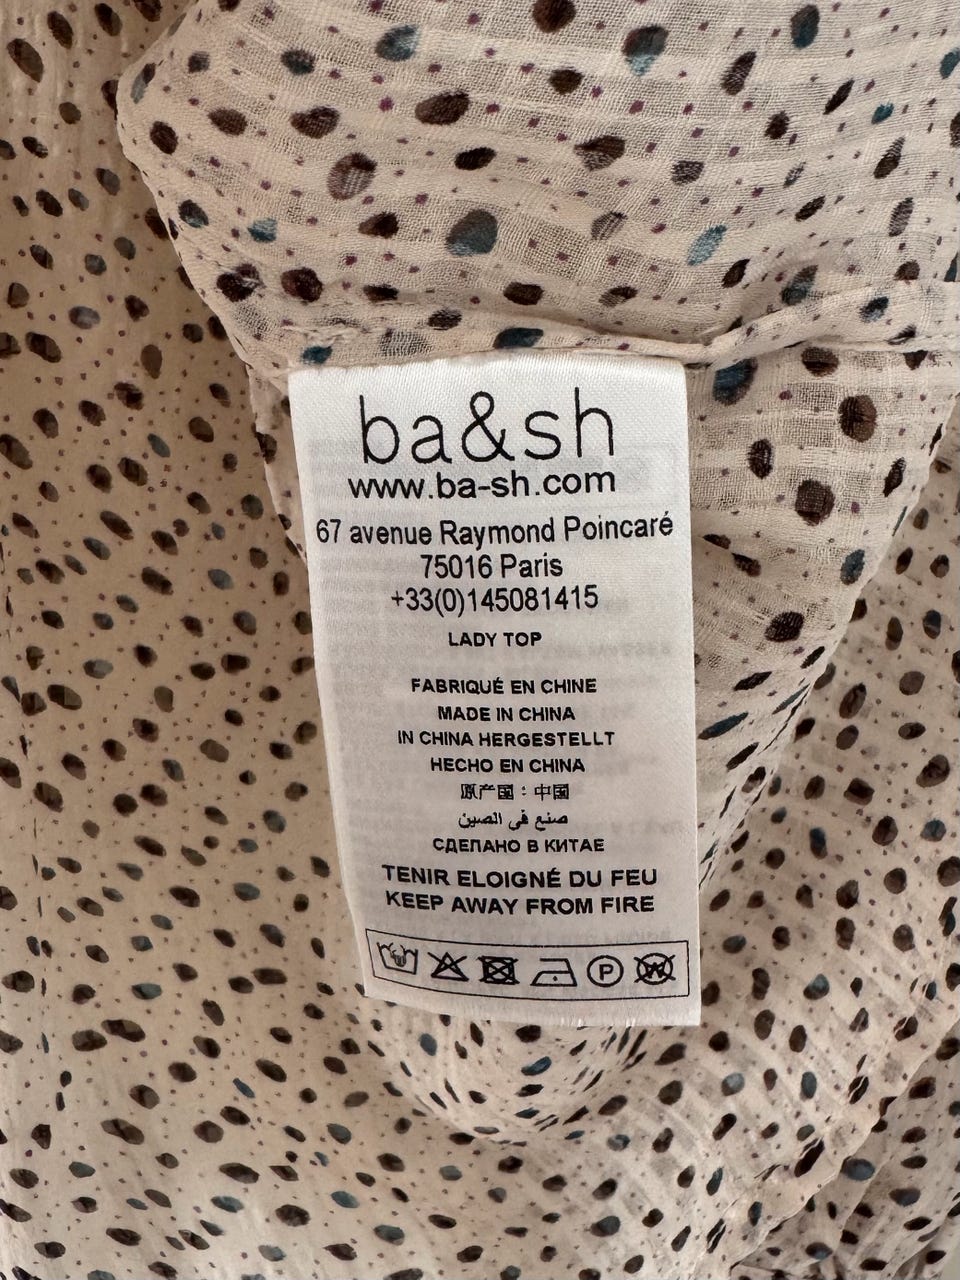 ba&sh
www.ba-sh.com
67 avenue Raymond Poincaré
75016 Paris
+33(0)145081415
LADY TOP
FABRIQUÉ EN CHINE
MADE IN CHINA
IN CHINA HERGESTELLT
HECHO EN CHINA
原产国：中国
صنع في الصين
СДЕЛАНО В КИТАЕ
TENIR ELOIGNÉ DU FEU
KEEP AWAY FROM FIRE
P W